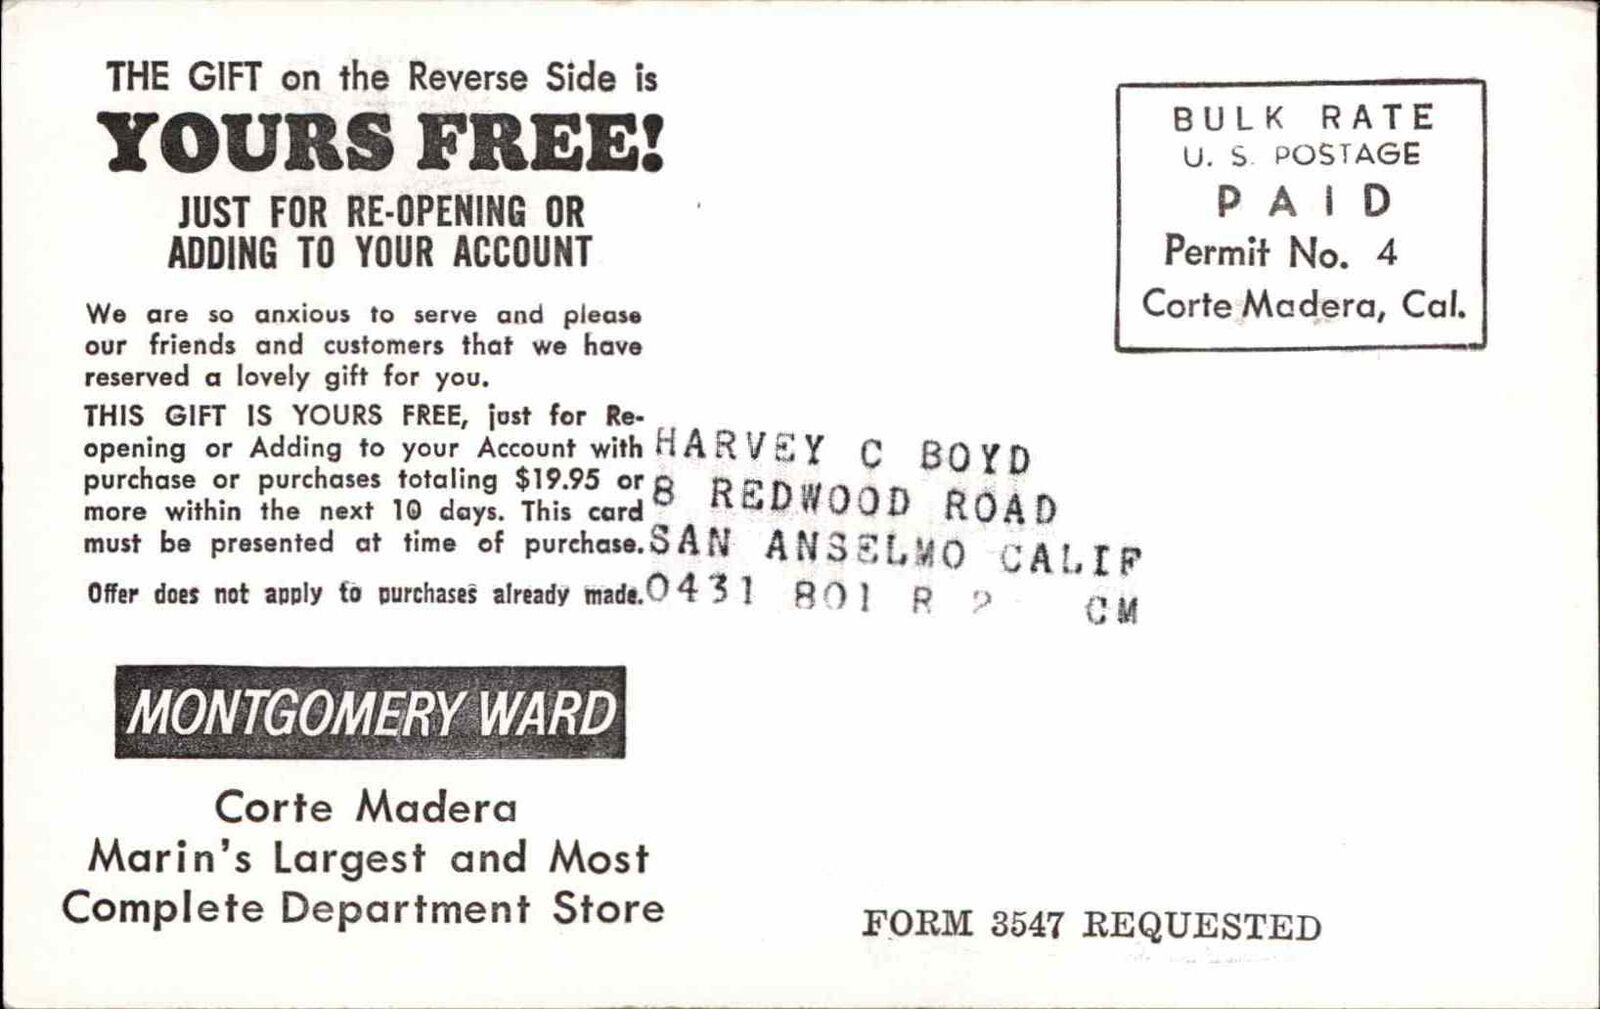 THE GIFT on the Reverse Side is
YOURS FREE!
JUST FOR RE-OPENING OR
ADDING TO YOUR ACCOUNT
We are so anxious to serve and please
our friends and customers that we have
reserved a lovely gift for you.
THIS GIFT IS YOURS FREE, just for Re-
opening or Adding to your Account with
purchase or purchases totaling $19.95 or
more within the next 10 days. This card
must be presented at time of purchase.
Offer does not apply to purchases already made.
MONTGOMERY WARD
Corte Madera
Marin's Largest and Most
Complete Department Store
BULK RATE
U. S. POSTAGE
PAID
Permit No. 4
Corte Madera, Cal.
HARVEY C BOYD
8 REDWOOD ROAD
SAN ANSELMO CALIF
0431 801 R 2 CM
FORM 3547 REQUESTED